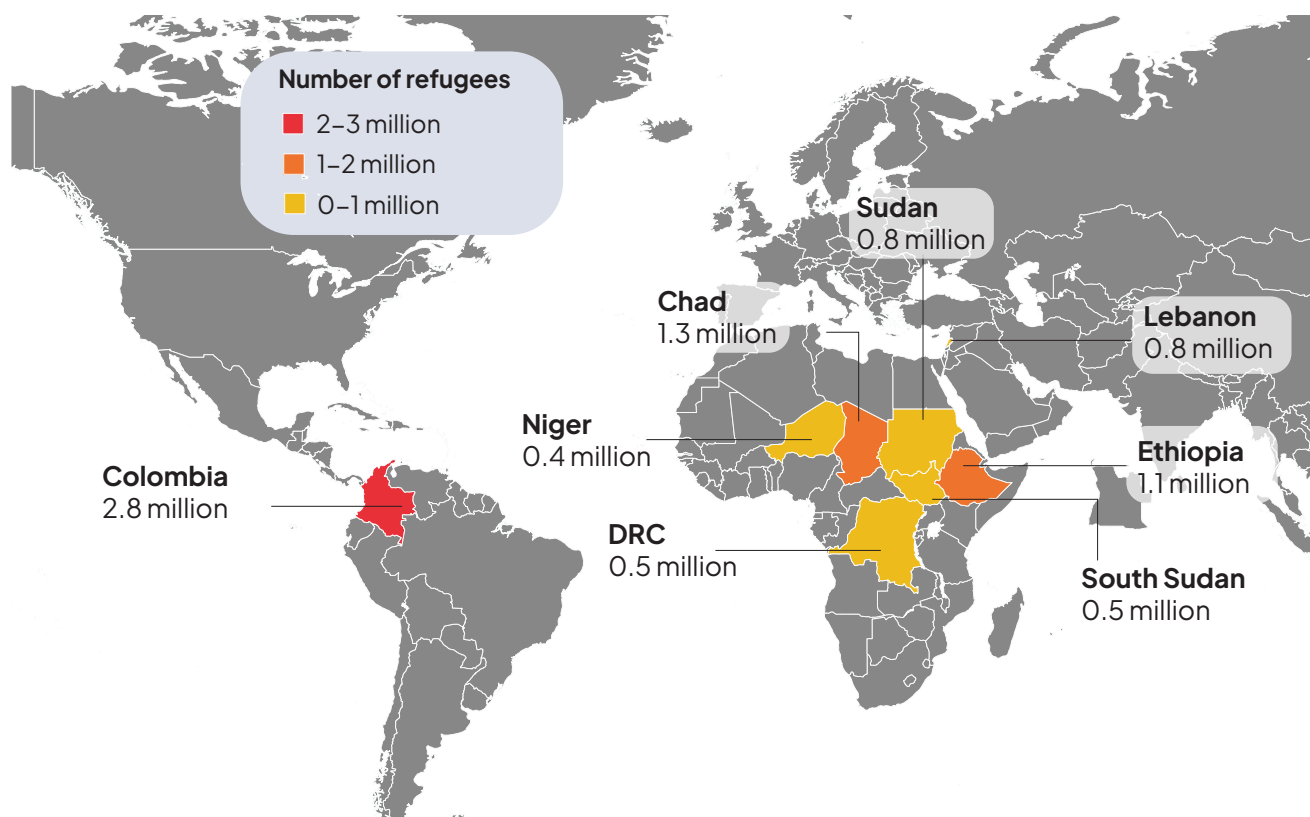 Number of refugees
2–3 million
1–2 million
0–1 million
Sudan
0.8 million
Chad
1.3 million
Lebanon
0.8 million
Niger
0.4 million
Ethiopia
1.1 million
Colombia
2.8 million
DRC
0.5 million
South Sudan
0.5 million